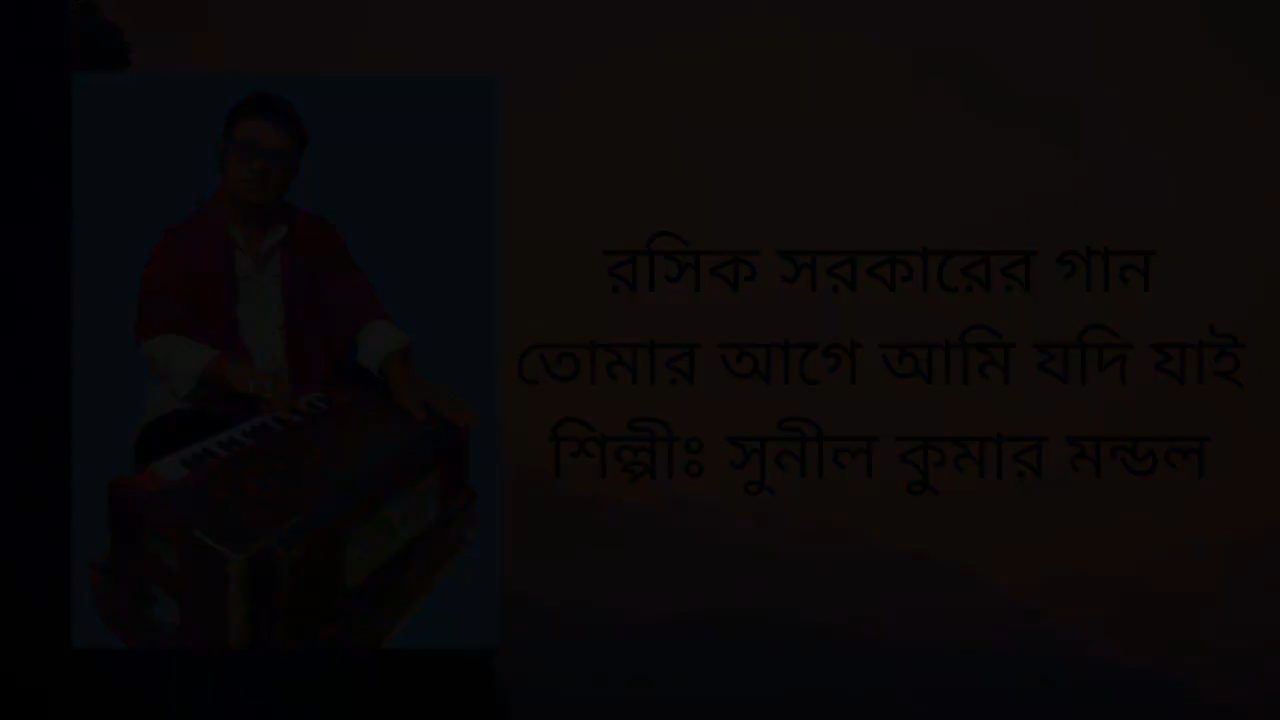 রসিক সরকারের গান
তোমার আগে আমি যদি যাই
শিল্পীঃ সুনীল কুমার মন্ডল